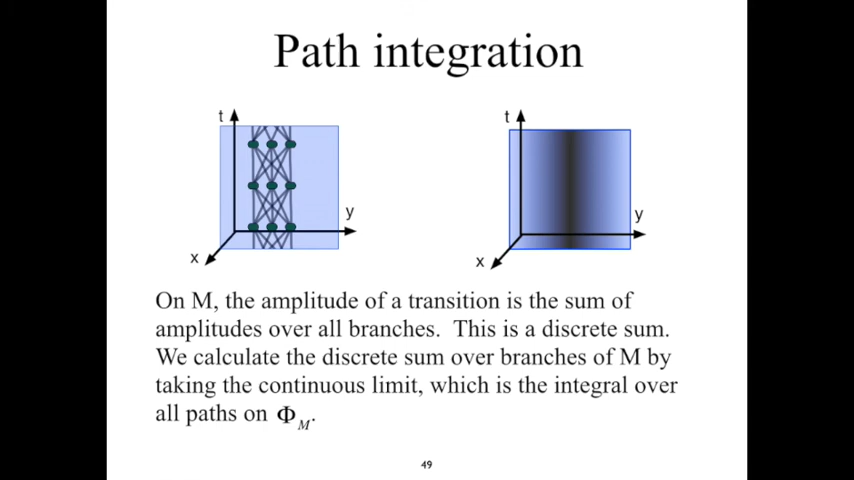 Path integration
t
y
x
t
y
x
On M, the amplitude of a transition is the sum of
amplitudes over all branches.  This is a discrete sum.
We calculate the discrete sum over branches of M by
taking the continuous limit, which is the integral over
all paths on Φ_M.
49